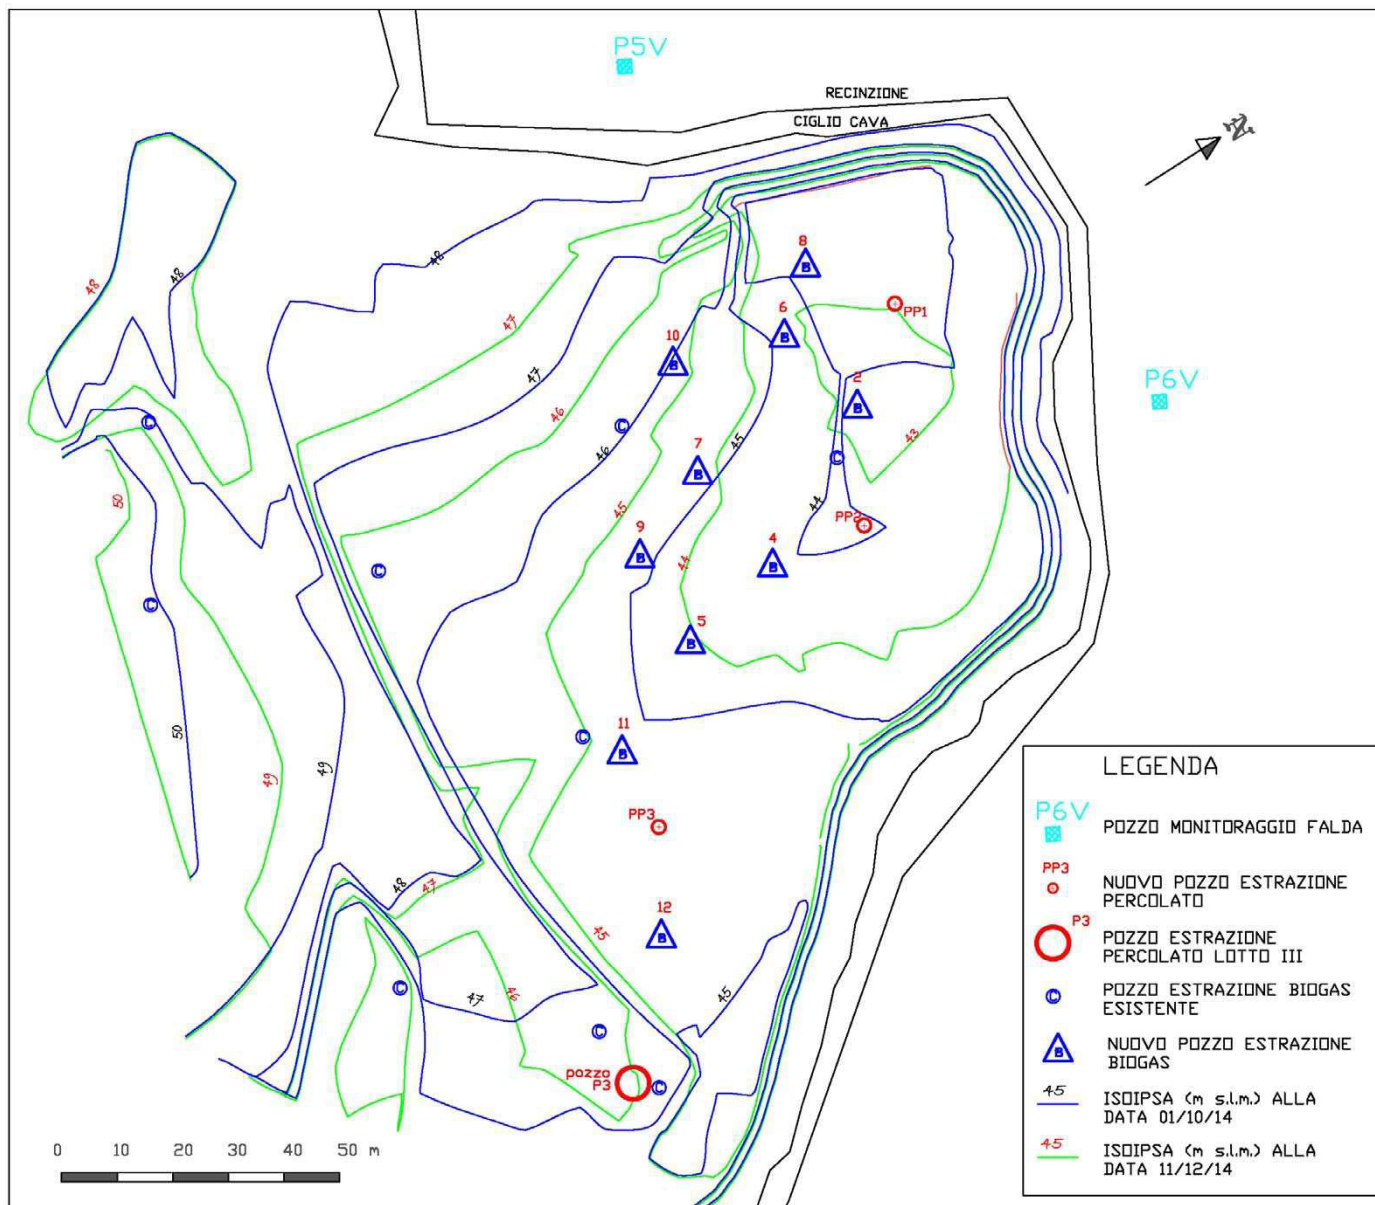 P5V
RECINZIONE
CIGLIO CAVA
N
48
48
48
8
PP1
P6V
47
6
10
47
2
46
46
45
43
7
50
45
44
PP2
9
4
44
5
50
49
49
11
PP3
48
47
12
45
47
46
45
pozzo
P3
0 10 20 30 40 50 m
LEGENDA
P6V
POZZO MONITORAGGIO FALDA
PP3
NUOVO POZZO ESTRAZIONE
PERCOLATO
P3
POZZO ESTRAZIONE
PERCOLATO LOTTO III
C
POZZO ESTRAZIONE BIOGAS
ESISTENTE
B
NUOVO POZZO ESTRAZIONE
BIOGAS
45
ISOIPSA (m s.l.m.) ALLA
DATA 01/10/14
45
ISOIPSA (m s.l.m.) ALLA
DATA 11/12/14